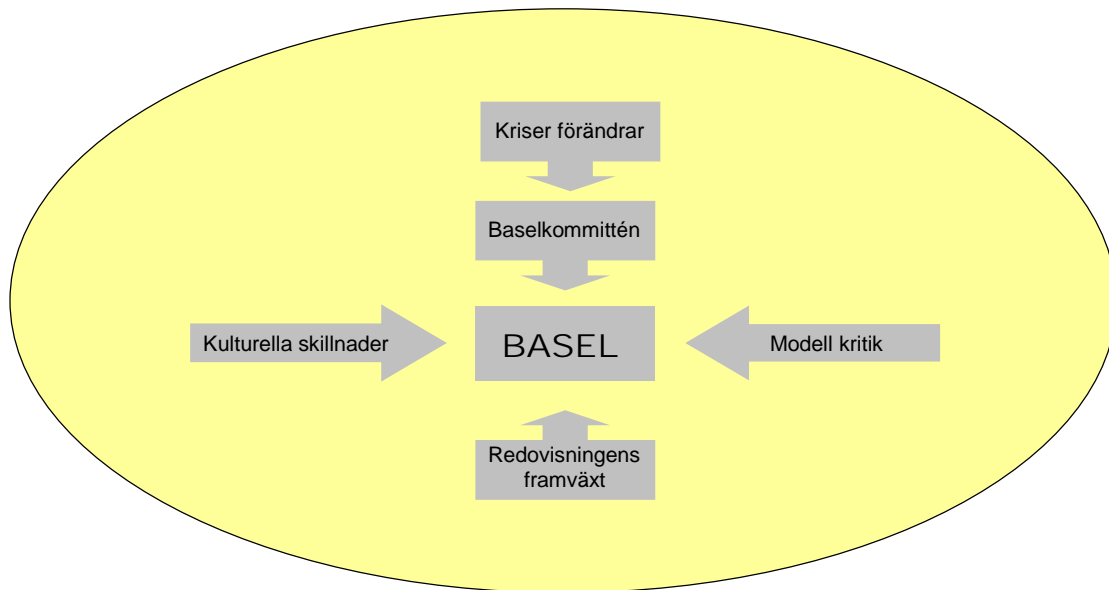 Kriser förändrar
Baselkommittén
Kulturella skillnader
BASEL
Modell kritik
Redovisningens
framväxt